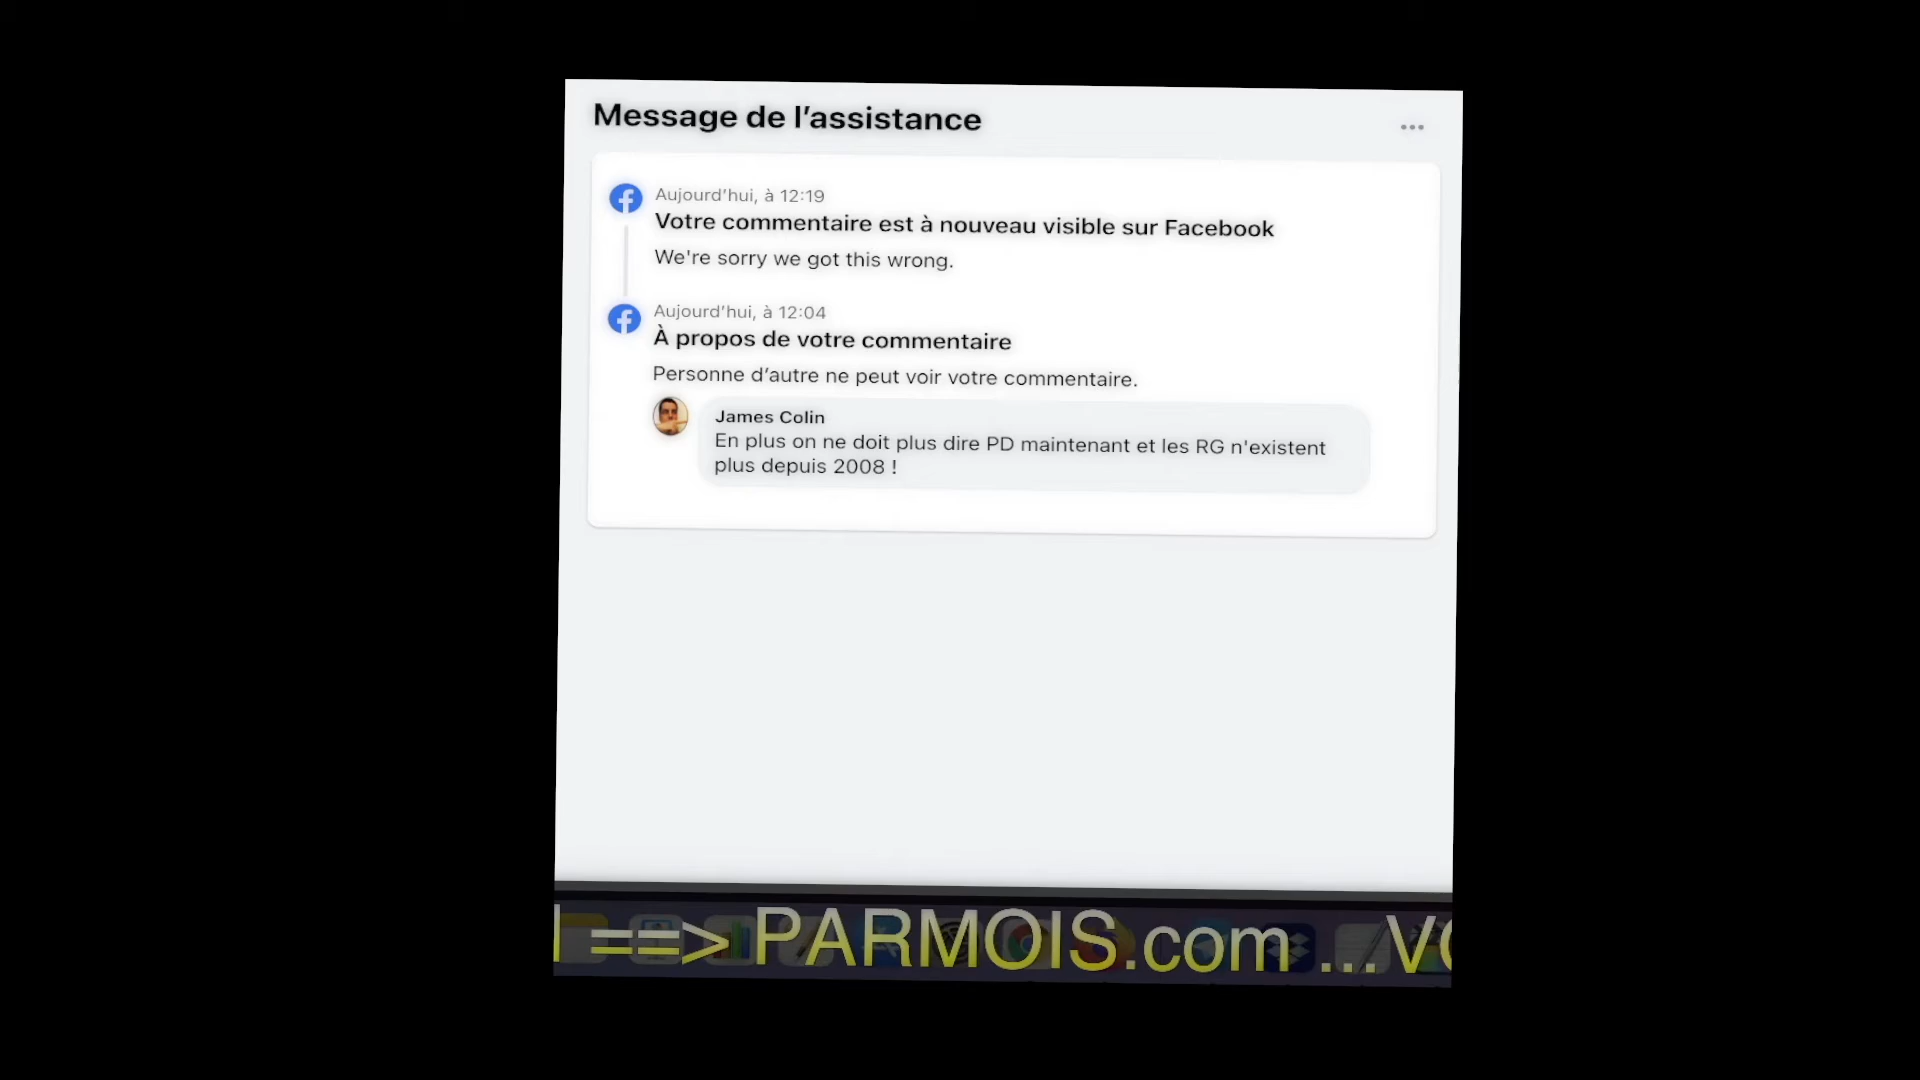 Message de l’assistance
Aujourd’hui, à 12:19
Votre commentaire est à nouveau visible sur Facebook
We're sorry we got this wrong.
Aujourd’hui, à 12:04
À propos de votre commentaire
Personne d’autre ne peut voir votre commentaire.
James Colin
En plus on ne doit plus dire PD maintenant et les RG n'existent
plus depuis 2008 !
==> PARMOIS.com ...